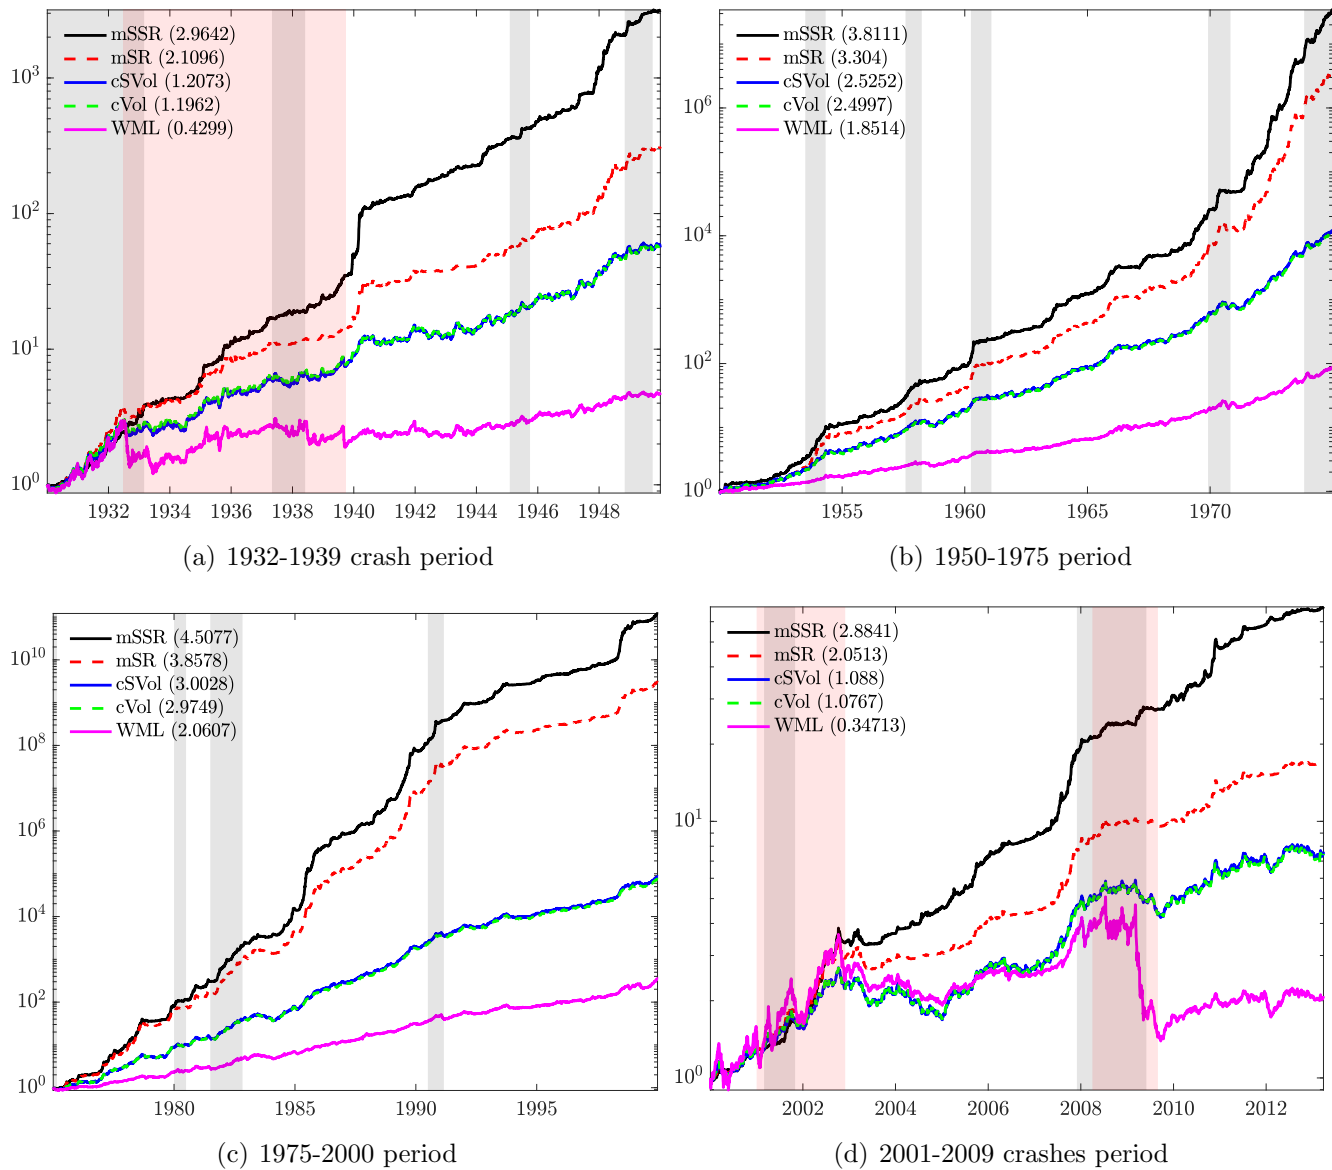 mSSR (2.9642)
mSR (2.1096)
cSVol (1.2073)
cVol (1.1962)
WML (0.4299)
10^3
10^2
10^1
10^0
1932 1934 1936 1938 1940 1942 1944 1946 1948
(a) 1932-1939 crash period
mSSR (3.8111)
mSR (3.304)
cSVol (2.5252)
cVol (2.4997)
WML (1.8514)
10^6
10^4
10^2
10^0
1955 1960 1965 1970
(b) 1950-1975 period
mSSR (4.5077)
mSR (3.8578)
cSVol (3.0028)
cVol (2.9749)
WML (2.0607)
10^10
10^8
10^6
10^4
10^2
10^0
1980 1985 1990 1995
(c) 1975-2000 period
mSSR (2.8841)
mSR (2.0513)
cSVol (1.088)
cVol (1.0767)
WML (0.34713)
10^1
10^0
2002 2004 2006 2008 2010 2012
(d) 2001-2009 crashes period